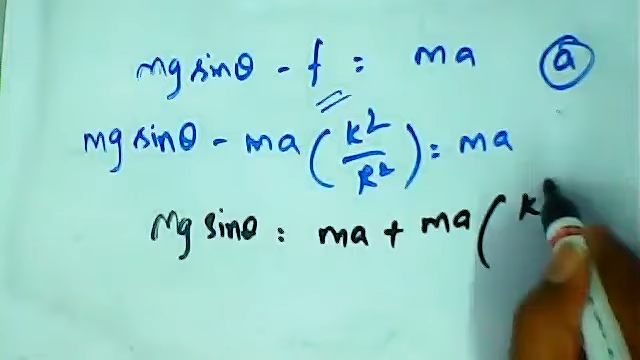 mg sinθ - f = ma (a)
mg sinθ - ma (K²/R²) = ma
Mg sinθ = ma + ma (K